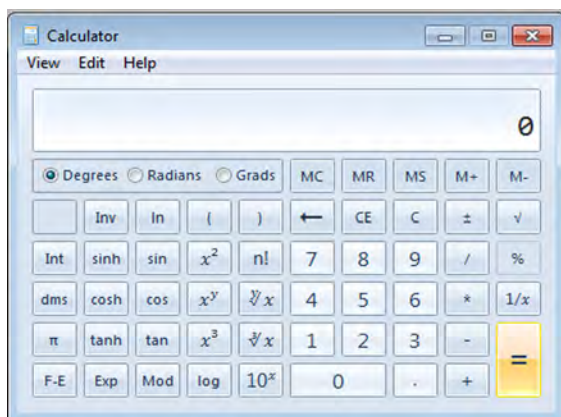 Calculator
View Edit Help
0
Degrees Radians Grads MC MR MS M+ M-
Inv ln ( ) ← CE C ± √
Int sinh sin x² n! 7 8 9 / %
dms cosh cos xʸ ʸ√x 4 5 6 * 1/x
π tanh tan x³ ³√x 1 2 3 - =
F-E Exp Mod log 10ˣ 0 . +